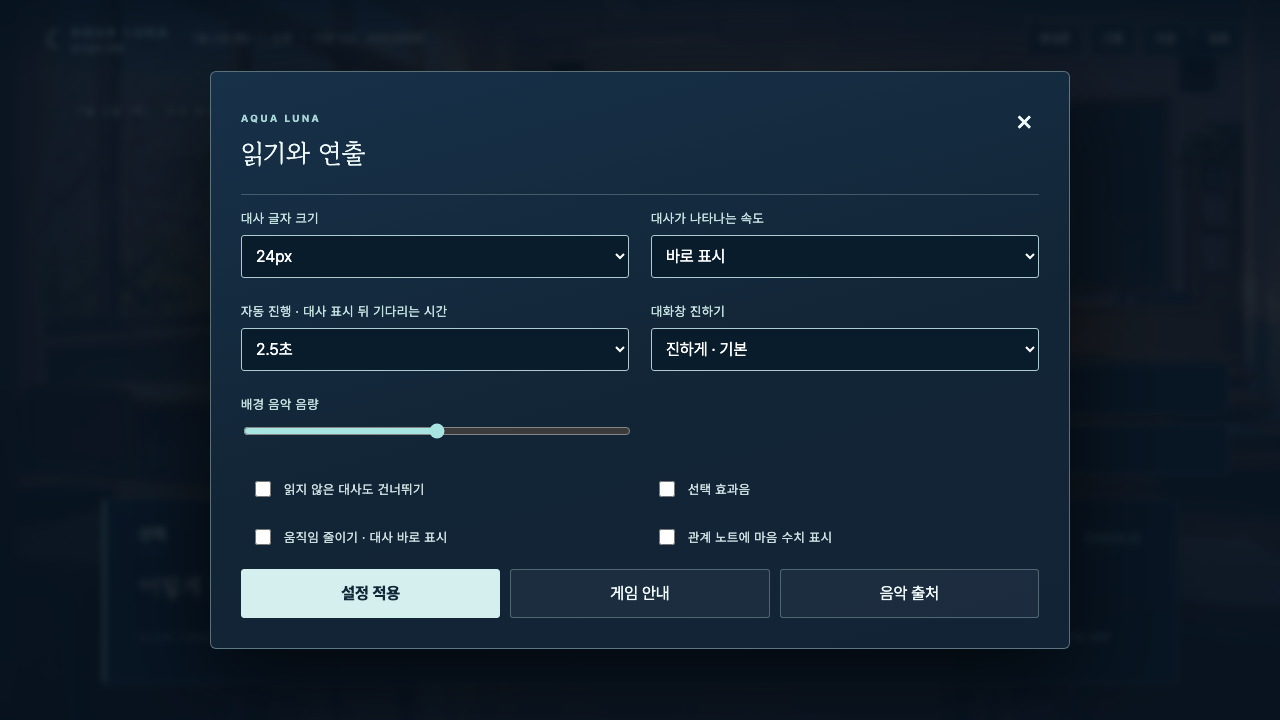 AQUA LUNA
읽기와 연출
×
대사 글자 크기
대사가 나타나는 속도
24px
바로 표시
자동 진행 · 대사 표시 뒤 기다리는 시간
대화창 진하기
2.5초
진하게 · 기본
배경 음악 음량
읽지 않은 대사도 건너뛰기
선택 효과음
움직임 줄이기 · 대사 바로 표시
관계 노트에 마음 수치 표시
설정 적용
게임 안내
음악 출처